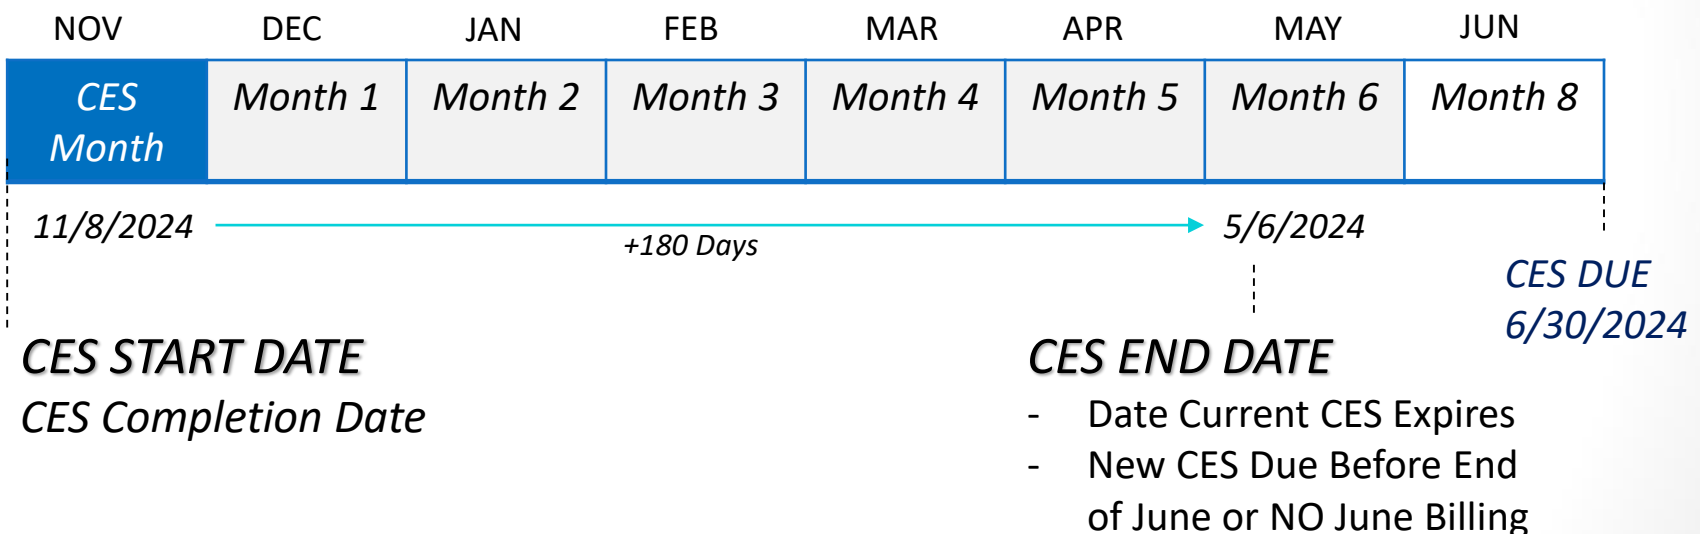 NOV DEC JAN FEB MAR APR MAY JUN
CES Month 1 Month 2 Month 3 Month 4 Month 5 Month 6 Month 8
Month
11/8/2024 +180 Days 5/6/2024
CES DUE
6/30/2024
CES START DATE
CES Completion Date
CES END DATE
- Date Current CES Expires
- New CES Due Before End
of June or NO June Billing